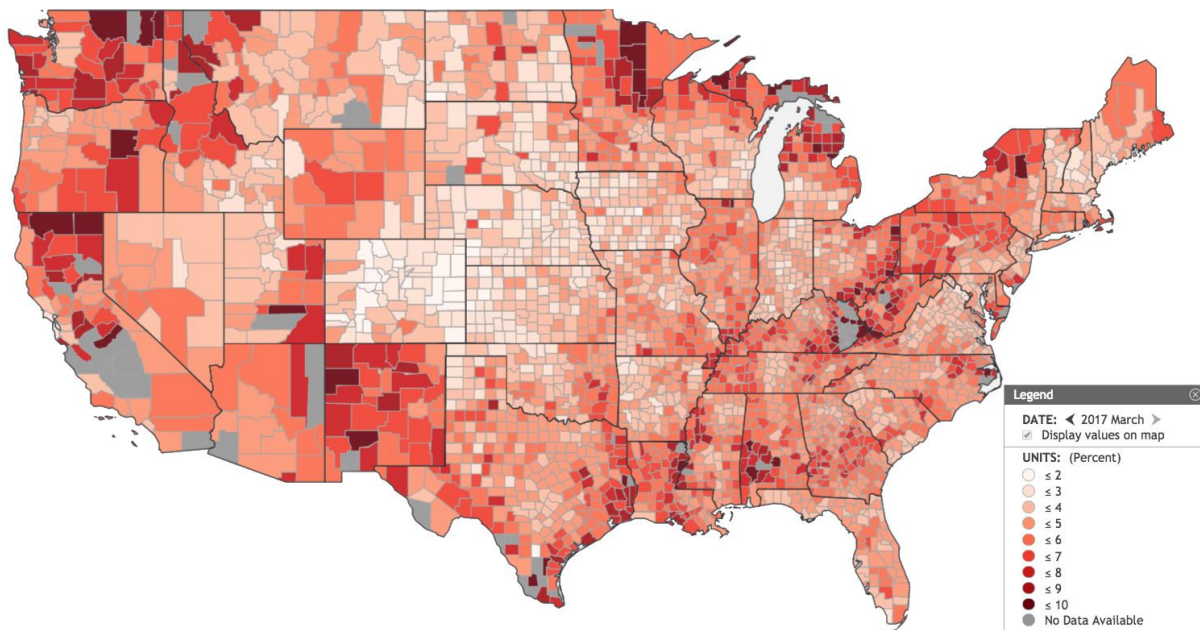 Legend
DATE: 2017 March
Display values on map
UNITS: (Percent)
≤ 2
≤ 3
≤ 4
≤ 5
≤ 6
≤ 7
≤ 8
≤ 9
≤ 10
No Data Available